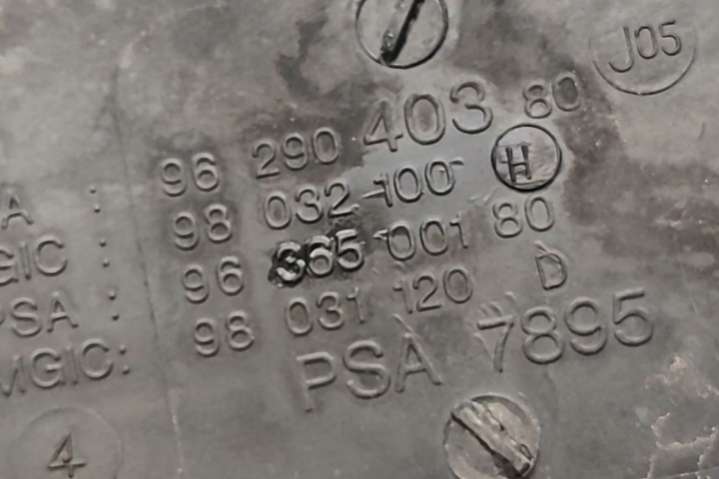 J05
A : 96 290 403 80
GIC : 98 032 100 H
PSA : 96 365 001 80
MGIC: 98 031 120 D
PSA 7895
4